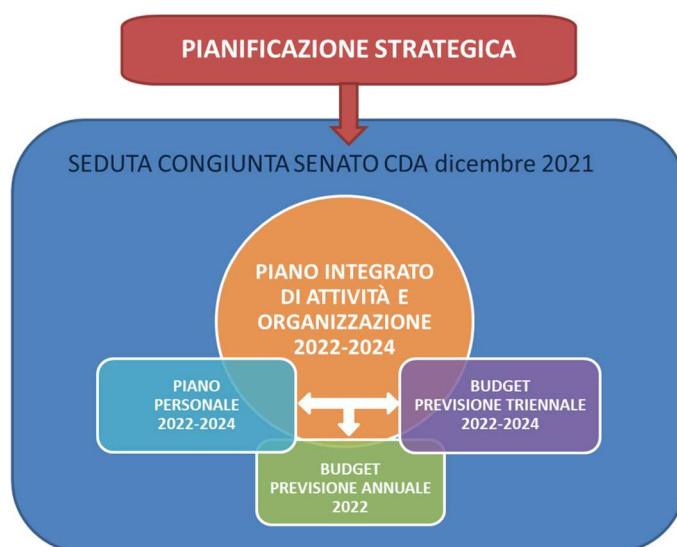 PIANIFICAZIONE STRATEGICA
SEDUTA CONGIUNTA SENATO CDA dicembre 2021
PIANO INTEGRATO
DI ATTIVITÀ E
ORGANIZZAZIONE
2022-2024
PIANO
PERSONALE
2022-2024
BUDGET
PREVISIONE TRIENNALE
2022-2024
BUDGET
PREVISIONE ANNUALE
2022